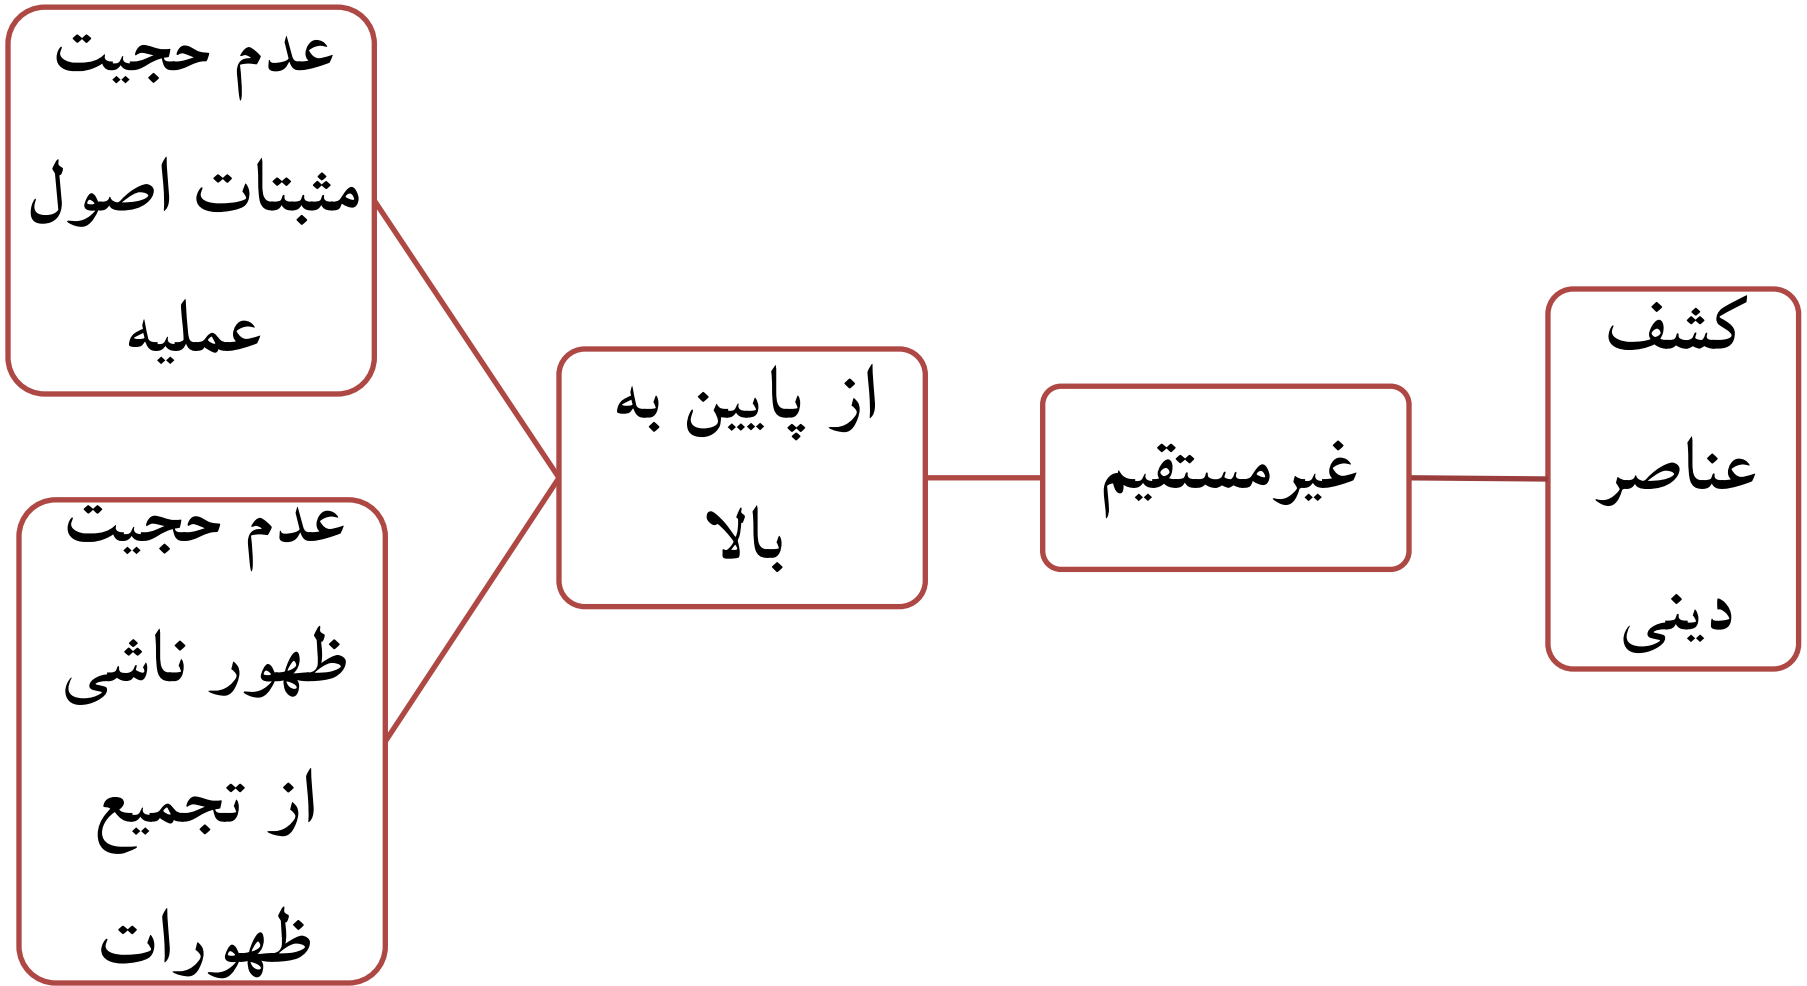 کشف
عناصر
دینی
غیرمستقیم
از پایین به
بالا
عدم حجیت
مثبتات اصول
عملیه
عدم حجیت
ظهور ناشی
از تجمیع
ظهورات